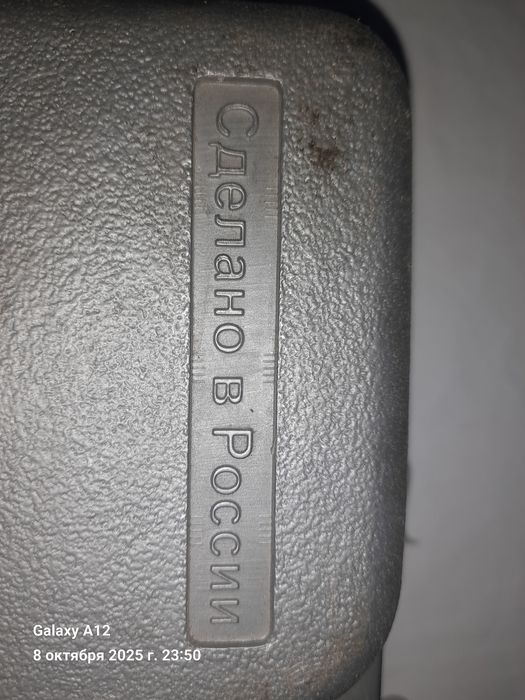 Сделано в России
Galaxy A12
8 октября 2025 г. 23:50